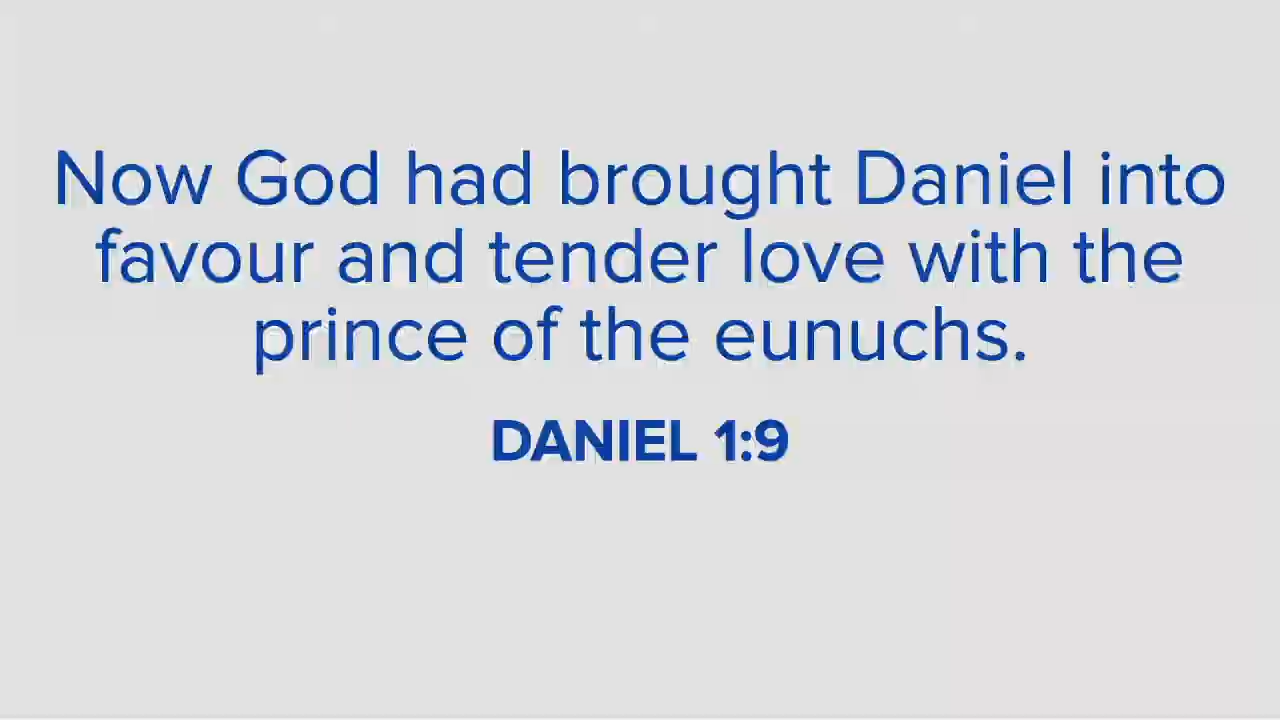 Now God had brought Daniel into
favour and tender love with the
prince of the eunuchs.
DANIEL 1:9